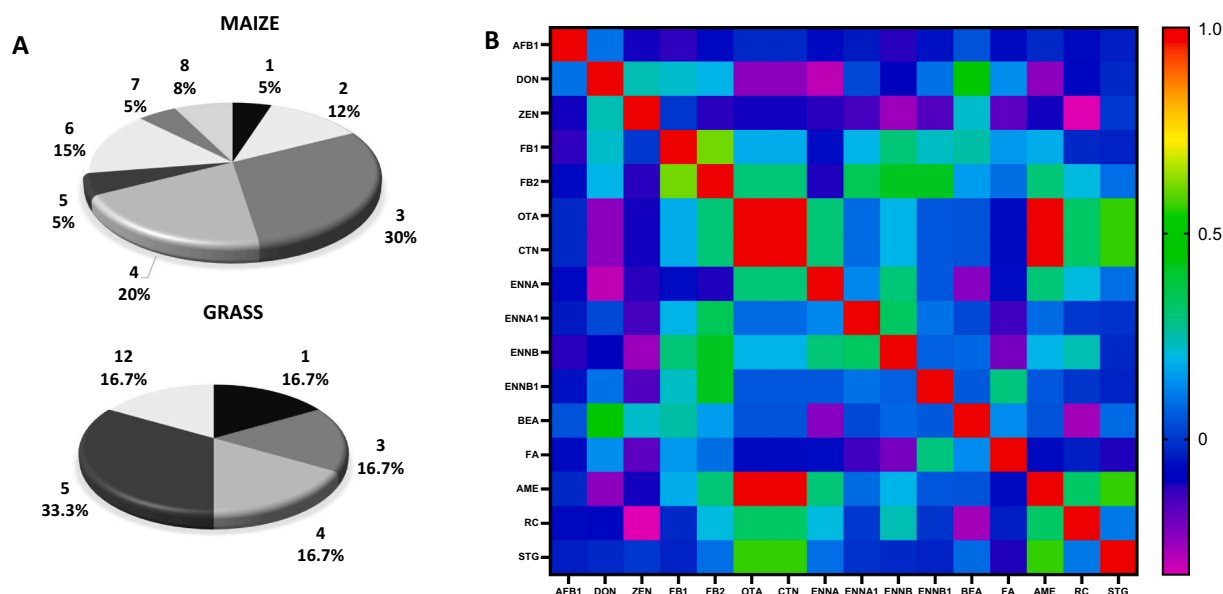 A
MAIZE
1
5%
2
12%
3
30%
4
20%
5
5%
6
15%
7
5%
8
8%
GRASS
1
16.7%
3
16.7%
4
16.7%
5
33.3%
12
16.7%
B
AFB1
DON
ZEN
FB1
FB2
OTA
CTN
ENNA
ENNA1
ENNB
ENNB1
BEA
FA
AME
RC
STG
AFB1 DON ZEN FB1 FB2 OTA CTN ENNA ENNA1 ENNB ENNB1 BEA FA AME RC STG
1.0
0.5
0